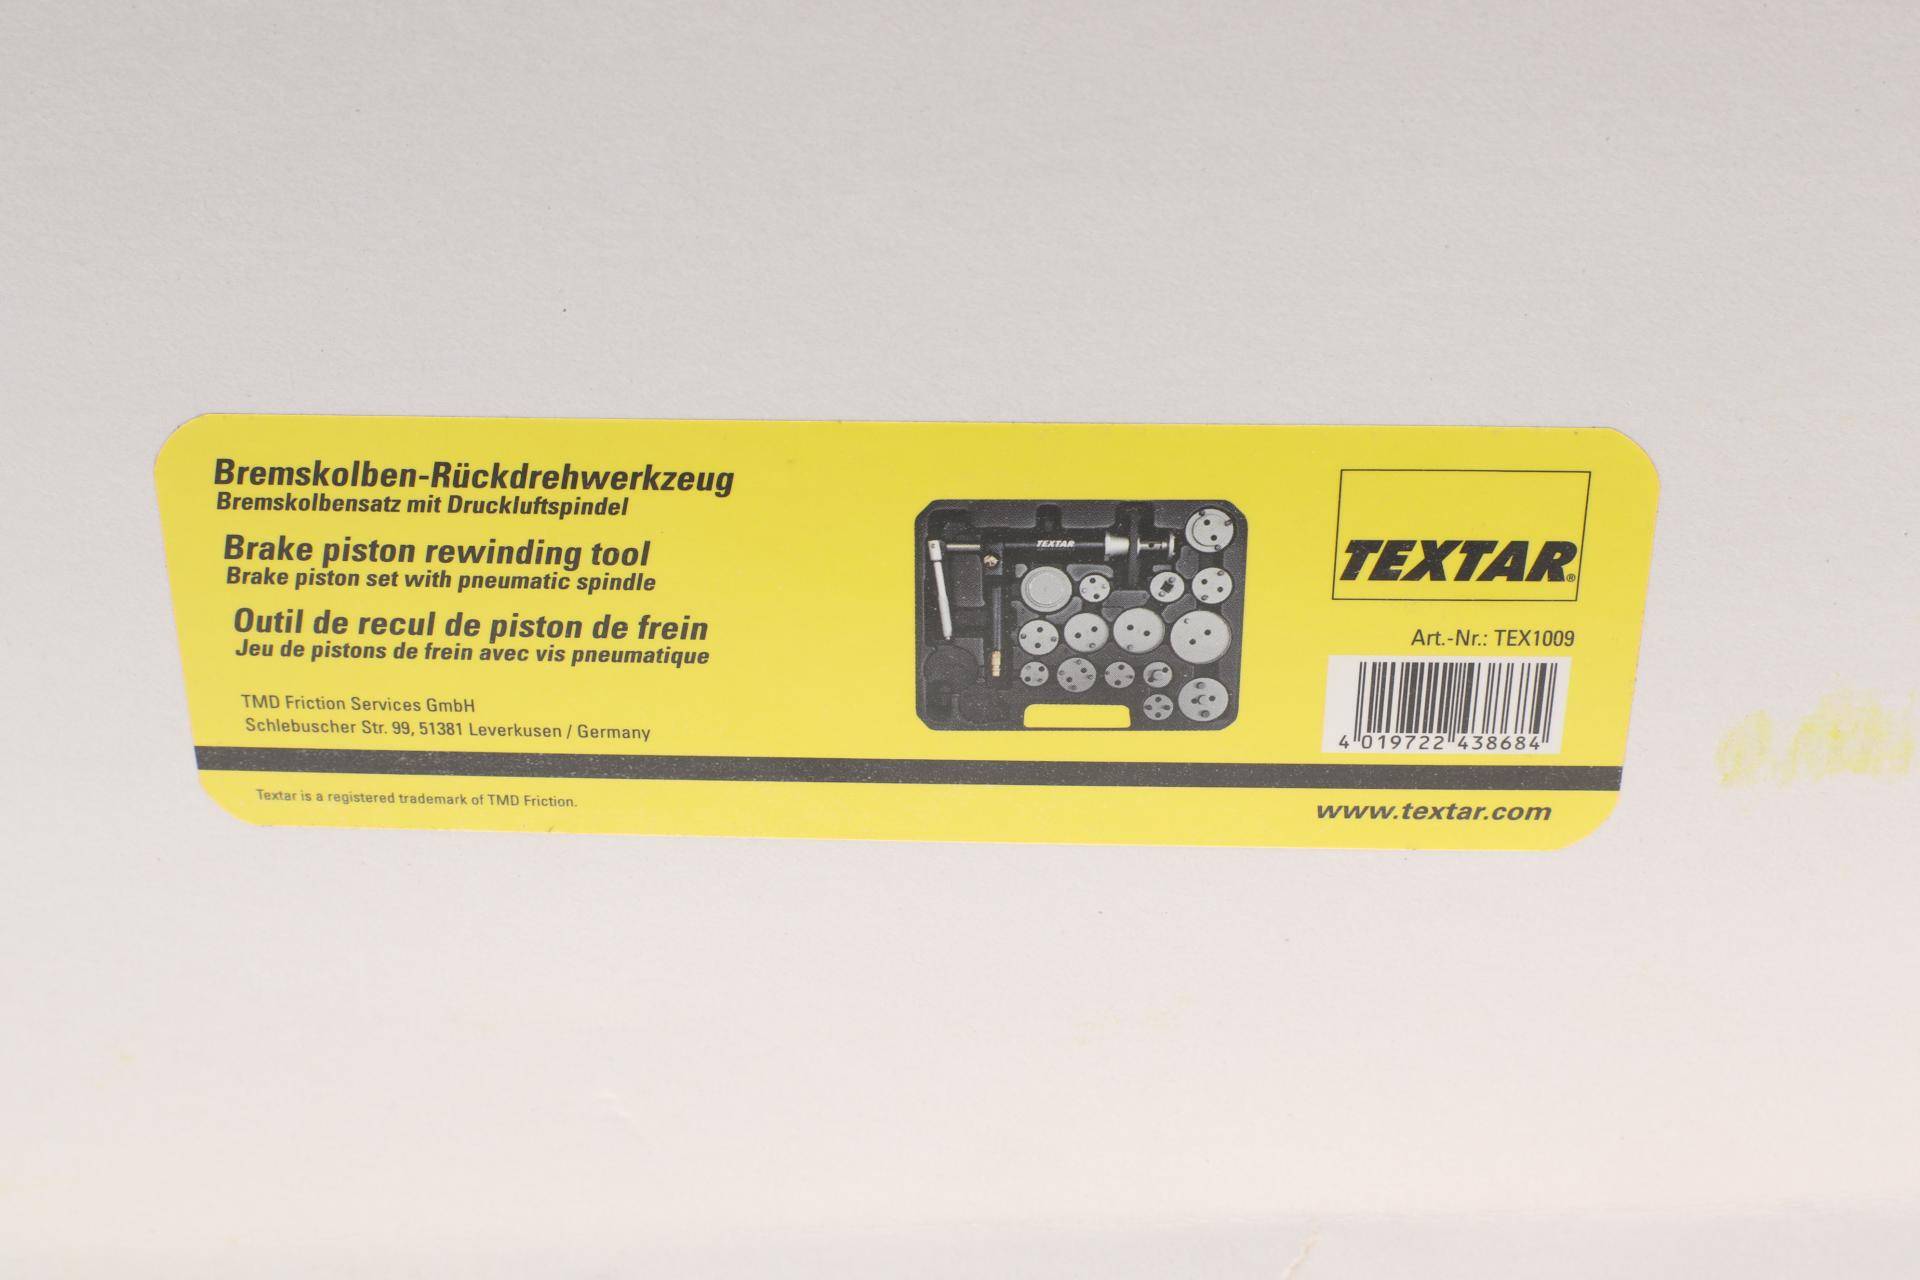 Bremskolben-Rückdrehwerkzeug
Bremskolbensatz mit Druckluftspindel
Brake piston rewinding tool
Brake piston set with pneumatic spindle
Outil de recul de piston de frein
Jeu de pistons de frein avec vis pneumatique
TMD Friction Services GmbH
Schlebuscher Str. 99, 51381 Leverkusen / Germany
Textar is a registered trademark of TMD Friction.
TEXTAR
TEXTAR®
Art.-Nr.: TEX1009
4 019722 438684
www.textar.com